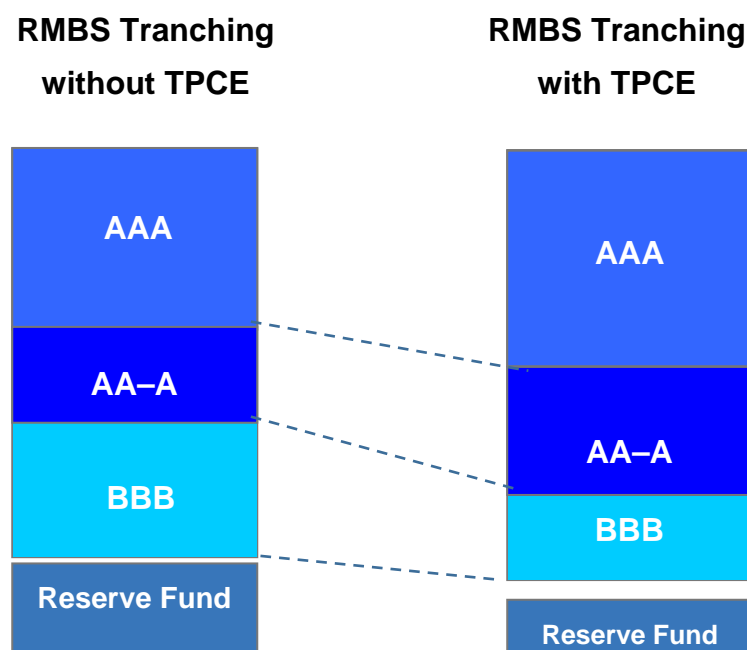 RMBS Tranching
without TPCE
AAA
AA–A
BBB
Reserve Fund
RMBS Tranching
with TPCE
AAA
AA–A
BBB
Reserve Fund